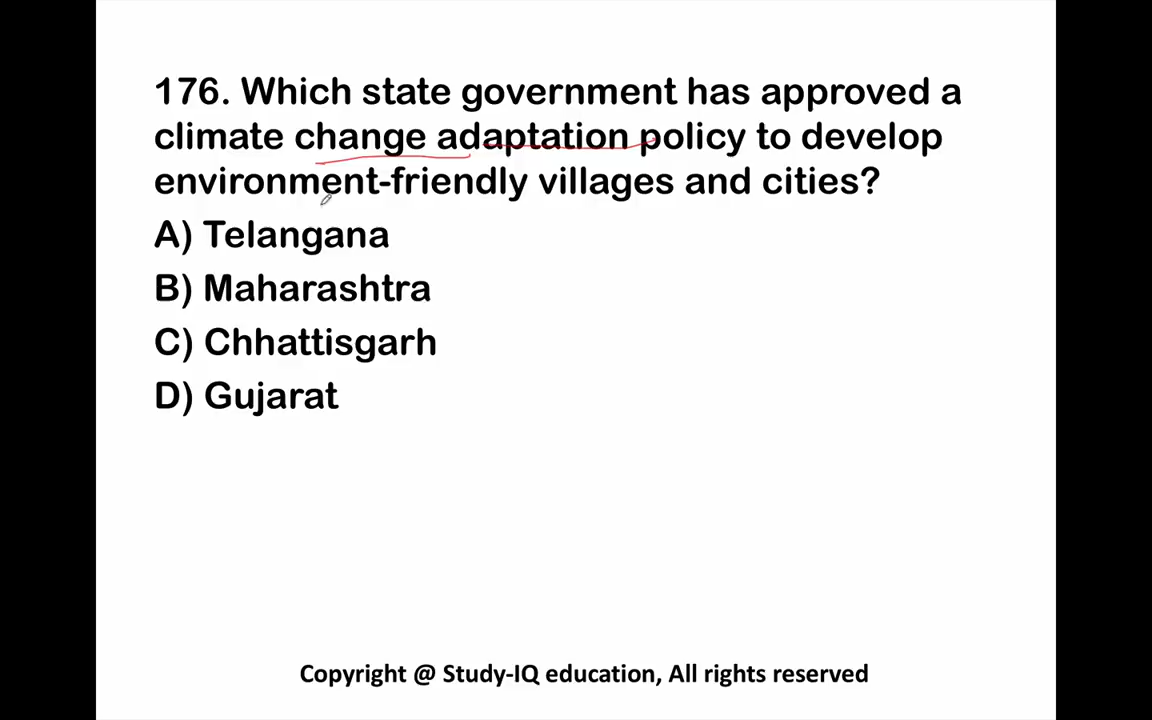 176. Which state government has approved a
climate change adaptation policy to develop
environment-friendly villages and cities?
A) Telangana
B) Maharashtra
C) Chhattisgarh
D) Gujarat
Copyright @ Study-IQ education, All rights reserved